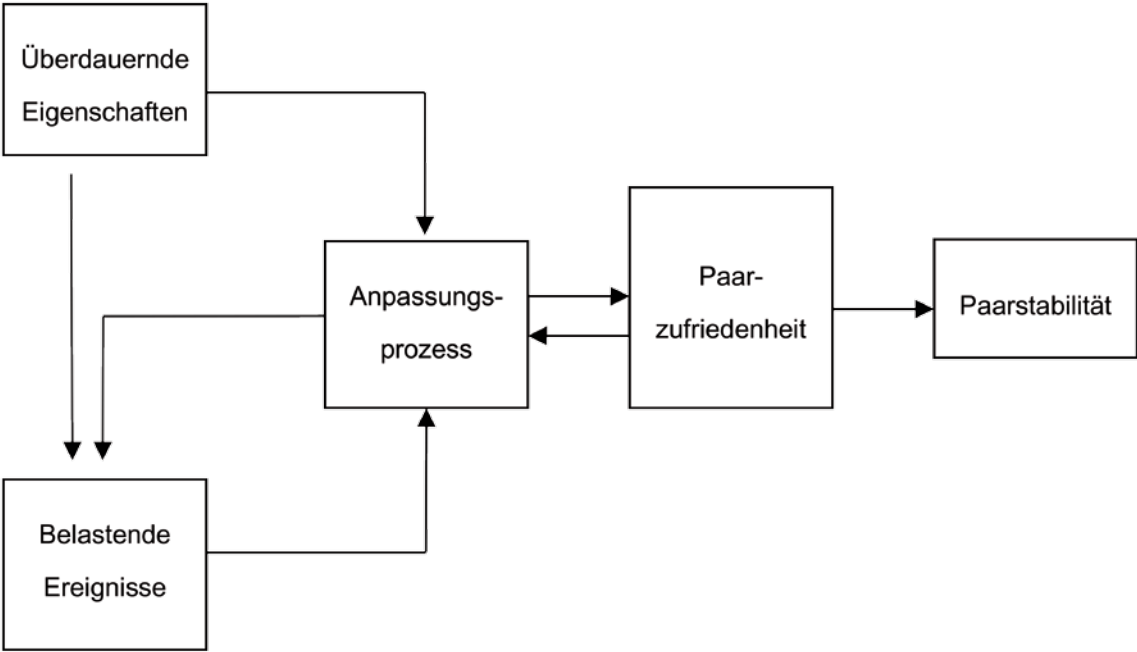 Überdauernde
Eigenschaften
Anpassungs-
prozess
Paar-
zufriedenheit
Paarstabilität
Belastende
Ereignisse